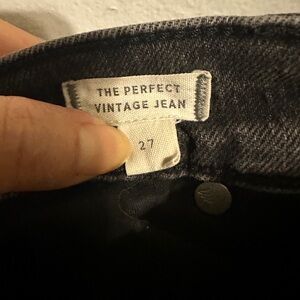 THE PERFECT
VINTAGE JEAN
27